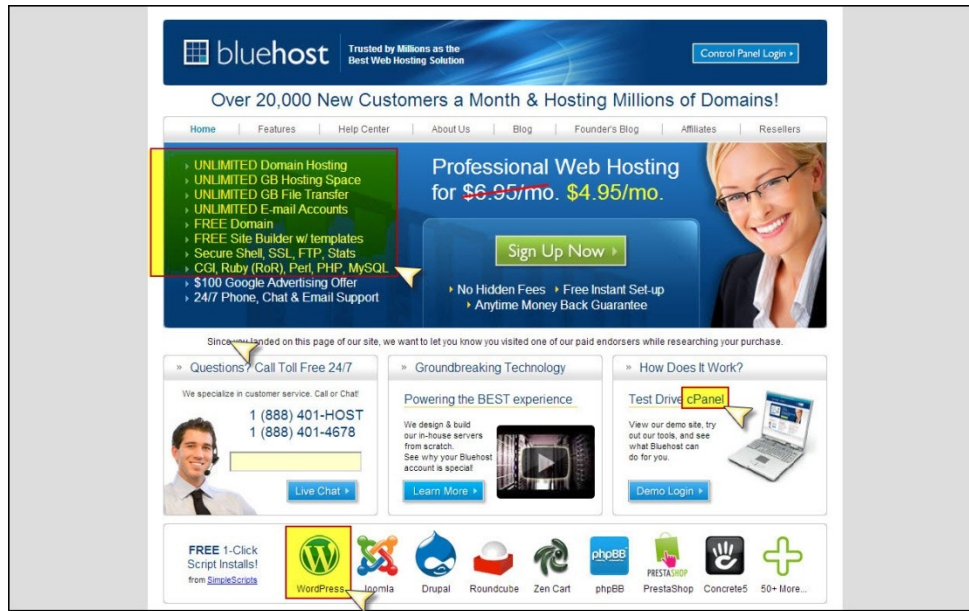 bluehost
Trusted by Millions as the
Best Web Hosting Solution
Control Panel Login
Over 20,000 New Customers a Month & Hosting Millions of Domains!
Home Features Help Center About Us Blog Founder's Blog Affiliates Resellers
UNLIMITED Domain Hosting
UNLIMITED GB Hosting Space
UNLIMITED GB File Transfer
UNLIMITED E-mail Accounts
FREE Domain
FREE Site Builder w/ templates
Secure Shell, SSL, FTP, Stats
CGI, Ruby (RoR), Perl, PHP, MySQL
$100 Google Advertising Offer
24/7 Phone, Chat & Email Support
Professional Web Hosting
for $6.95/mo. $4.95/mo.
Sign Up Now
No Hidden Fees Free Instant Set-up
Anytime Money Back Guarantee
Since you landed on this page of our site, we want to let you know you visited one of our paid endorsers while researching your purchase.
» Questions? Call Toll Free 24/7
We specialize in customer service. Call or Chat!
1 (888) 401-HOST
1 (888) 401-4678
Live Chat
» Groundbreaking Technology
Powering the BEST experience
We design & build
our in-house servers
from scratch.
See why your Bluehost
account is special!
Learn More
» How Does It Work?
Test Drive cPanel
View our demo site, try
out our tools, and see
what Bluehost can
do for you.
Demo Login
FREE 1-Click
Script Installs!
from SimpleScripts
phpBB
PRESTASHOP
WordPress Joomla Drupal Roundcube Zen Cart phpBB PrestaShop Concrete5 50+ More...